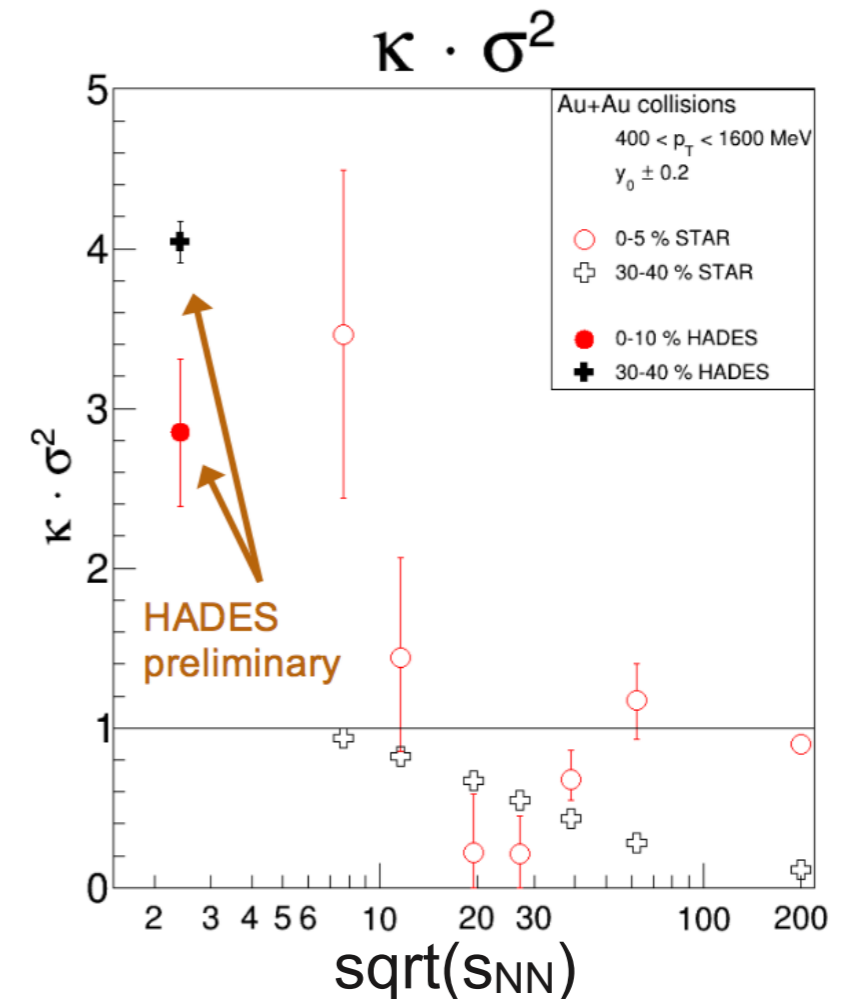 κ · σ²
5
4
3
2
1
0
κ · σ²
Au+Au collisions
400 < p_T < 1600 MeV
y_0 ± 0.2
0-5 % STAR
30-40 % STAR
0-10 % HADES
30-40 % HADES
HADES
preliminary
2 3 4 5 6 10 20 30 100 200
sqrt(s_NN)